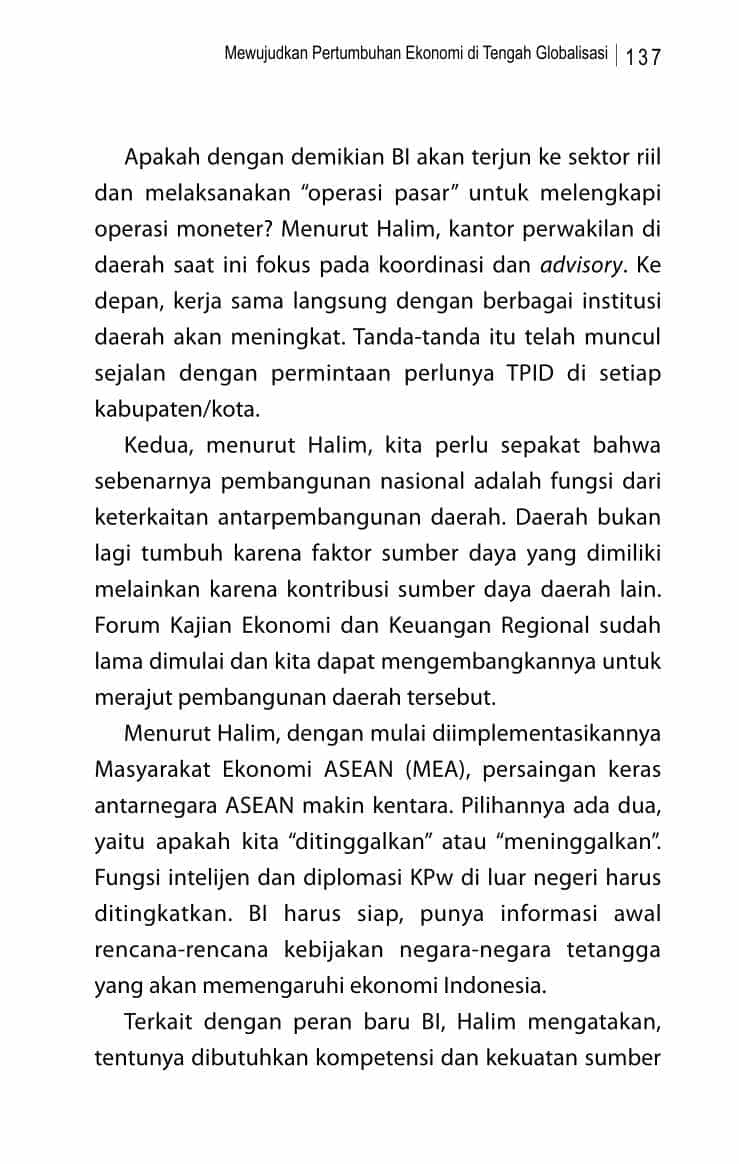 Mewujudkan Pertumbuhan Ekonomi di Tengah Globalisasi | 137
Apakah dengan demikian BI akan terjun ke sektor riil
dan melaksanakan “operasi pasar” untuk melengkapi
operasi moneter? Menurut Halim, kantor perwakilan di
daerah saat ini fokus pada koordinasi dan advisory. Ke
depan, kerja sama langsung dengan berbagai institusi
daerah akan meningkat. Tanda-tanda itu telah muncul
sejalan dengan permintaan perlunya TPID di setiap
kabupaten/kota.
Kedua, menurut Halim, kita perlu sepakat bahwa
sebenarnya pembangunan nasional adalah fungsi dari
keterkaitan antarpembangunan daerah. Daerah bukan
lagi tumbuh karena faktor sumber daya yang dimiliki
melainkan karena kontribusi sumber daya daerah lain.
Forum Kajian Ekonomi dan Keuangan Regional sudah
lama dimulai dan kita dapat mengembangkannya untuk
merajut pembangunan daerah tersebut.
Menurut Halim, dengan mulai diimplementasikannya
Masyarakat Ekonomi ASEAN (MEA), persaingan keras
antarnegara ASEAN makin kentara. Pilihannya ada dua,
yaitu apakah kita “ditinggalkan” atau “meninggalkan”.
Fungsi intelijen dan diplomasi KPw di luar negeri harus
ditingkatkan. BI harus siap, punya informasi awal
rencana-rencana kebijakan negara-negara tetangga
yang akan memengaruhi ekonomi Indonesia.
Terkait dengan peran baru BI, Halim mengatakan,
tentunya dibutuhkan kompetensi dan kekuatan sumber